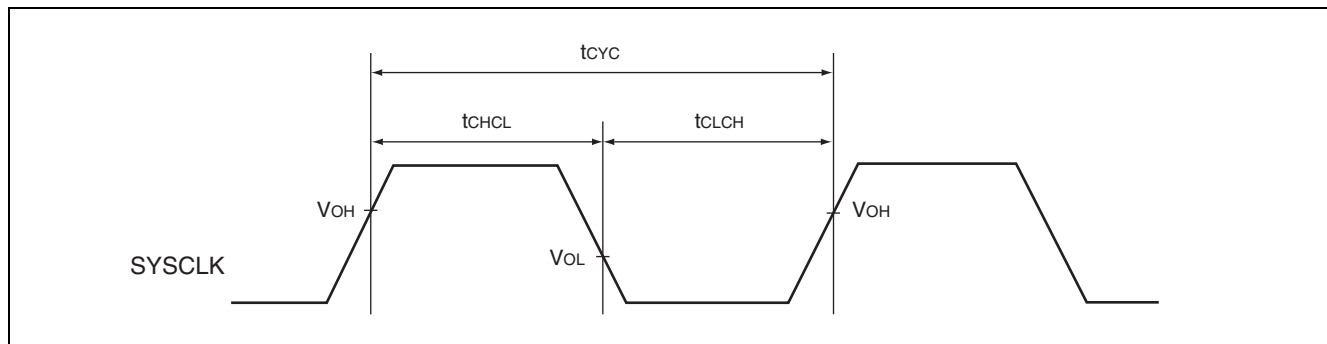 tCYC
tCHCL
tCLCH
VOH
VOH
VOL
SYSCLK